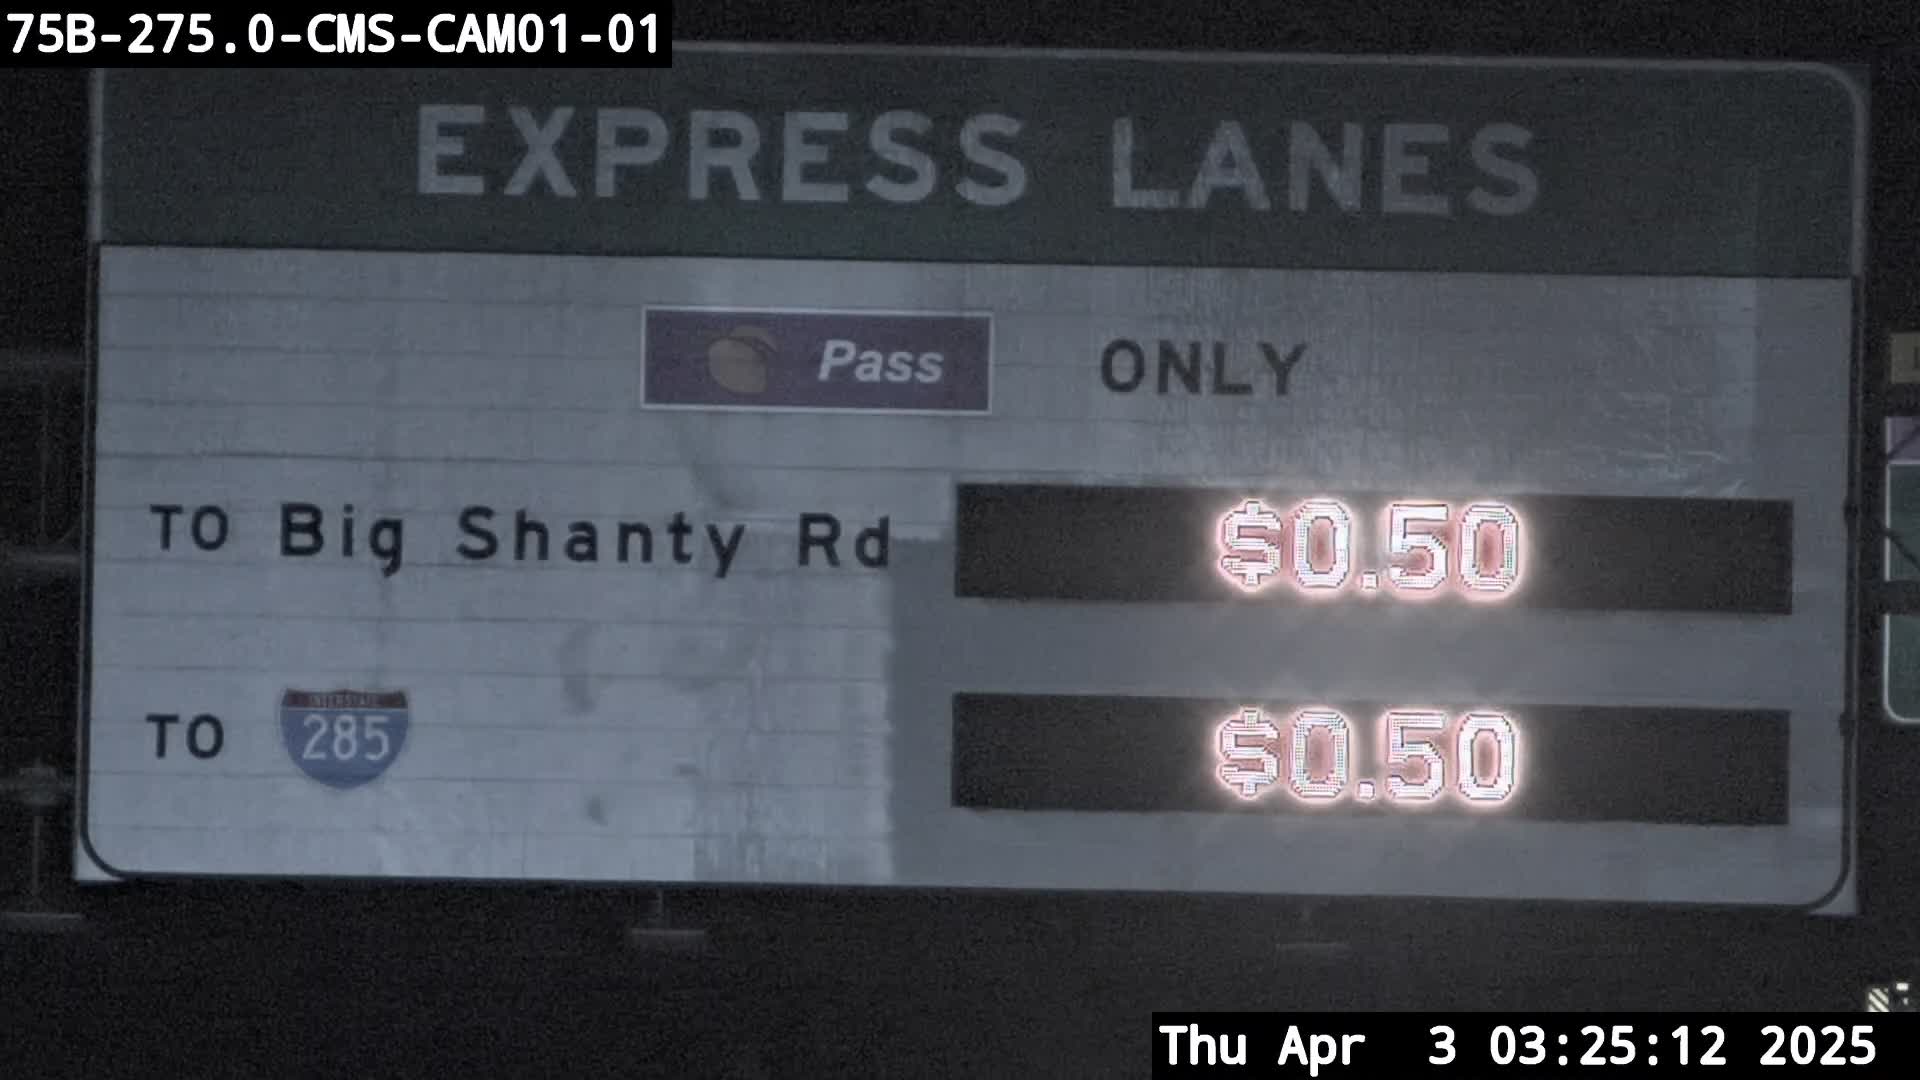 75B-275.0-CMS-CAM01-01
EXPRESS LANES
Pass ONLY
TO Big Shanty Rd $0.50
TO INTERSTATE 285 $0.50
Thu Apr 3 03:25:12 2025